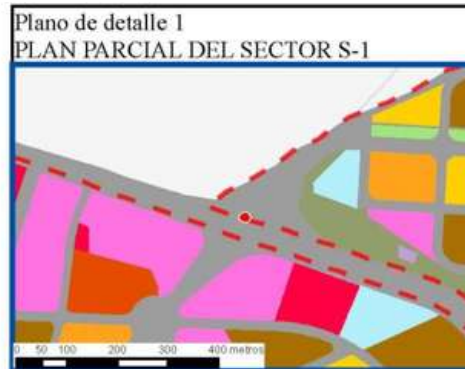 Plano de detalle 1
PLAN PARCIAL DEL SECTOR S-1
0 50 100 200 300 400 metros